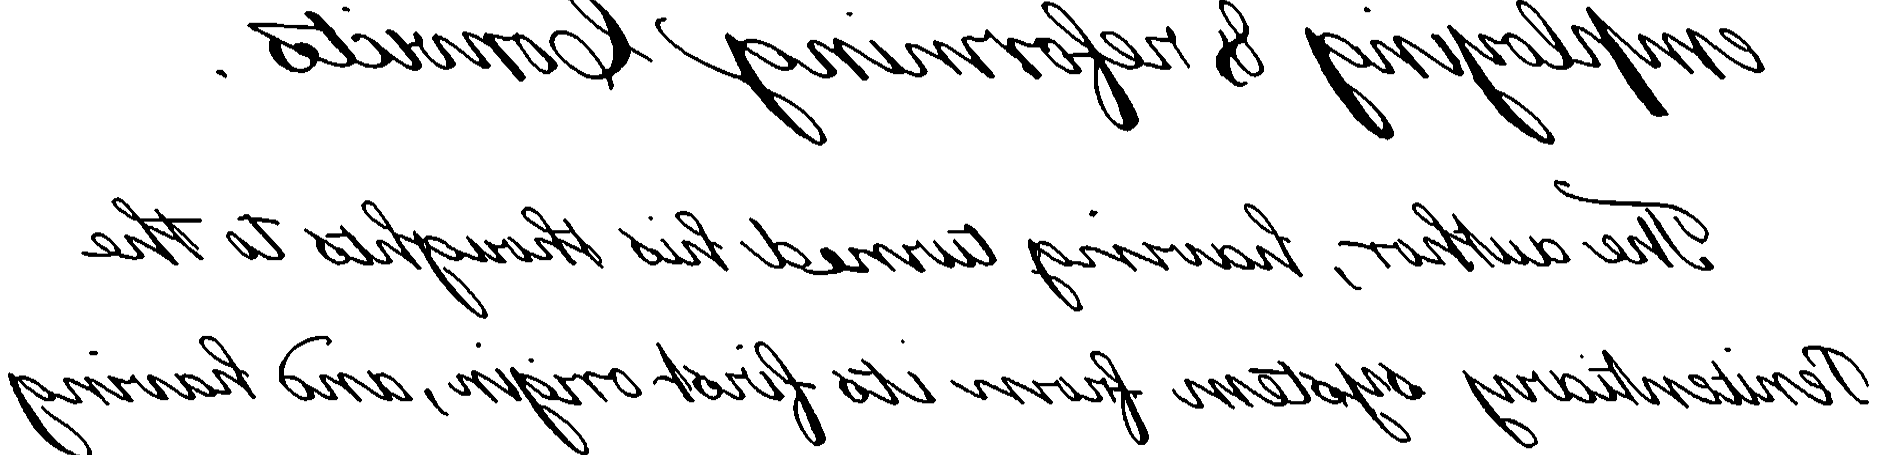 employing & reforming Convicts.
The author, having turned his thoughts to the
Penitentiary system from its first origin, and having